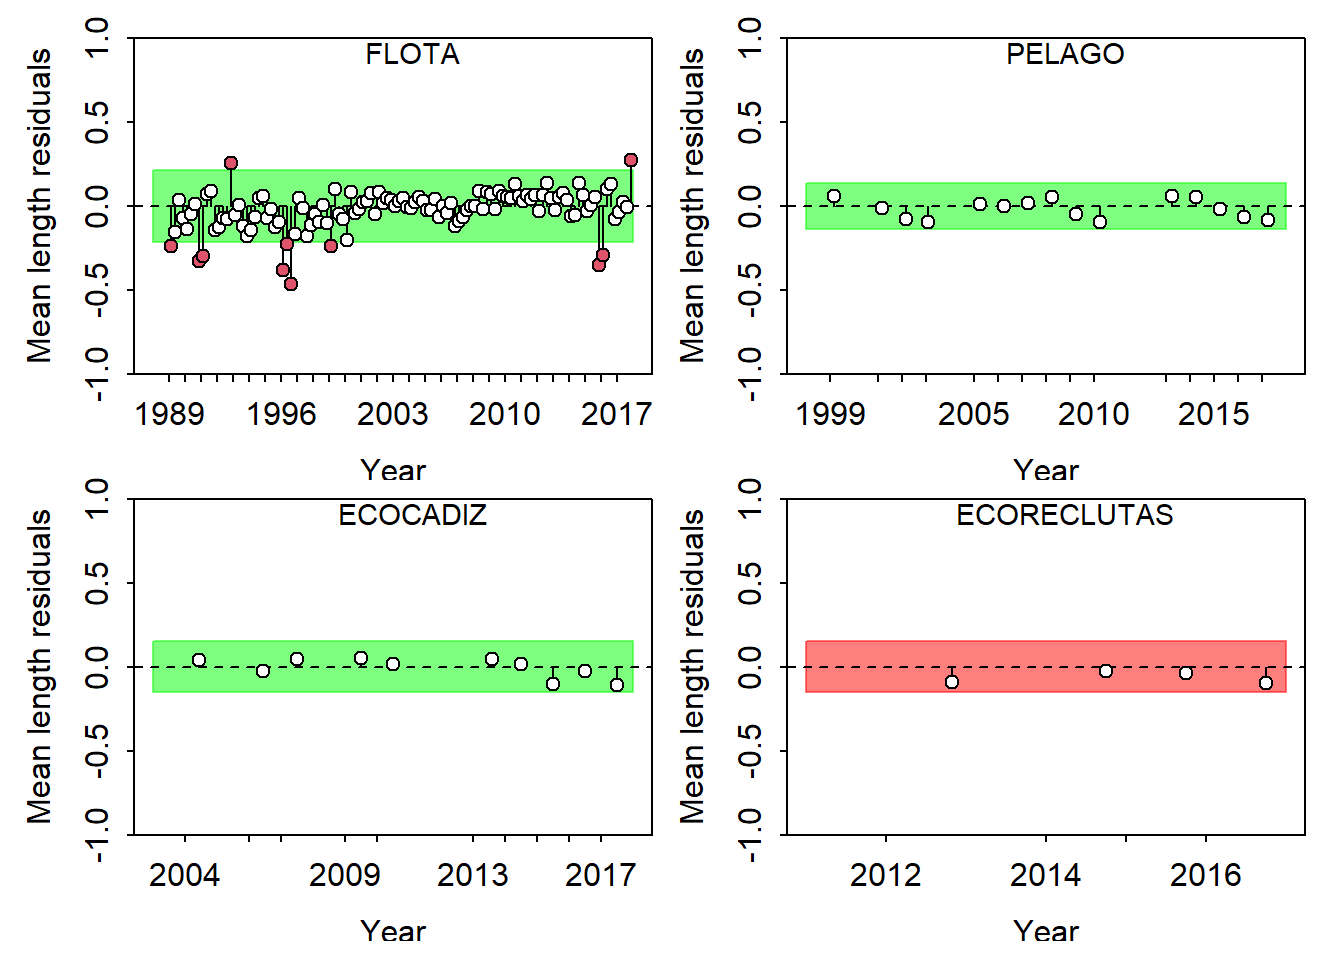 FLOTA
Mean length residuals
1.0
0.5
0.0
-0.5
-1.0
1989 1996 2003 2010 2017
Year
PELAGO
Mean length residuals
1.0
0.5
0.0
-0.5
-1.0
1999 2005 2010 2015
Year
ECOCADIZ
Mean length residuals
1.0
0.5
0.0
-0.5
-1.0
2004 2009 2013 2017
Year
ECORECLUTAS
Mean length residuals
1.0
0.5
0.0
-0.5
-1.0
2012 2014 2016
Year